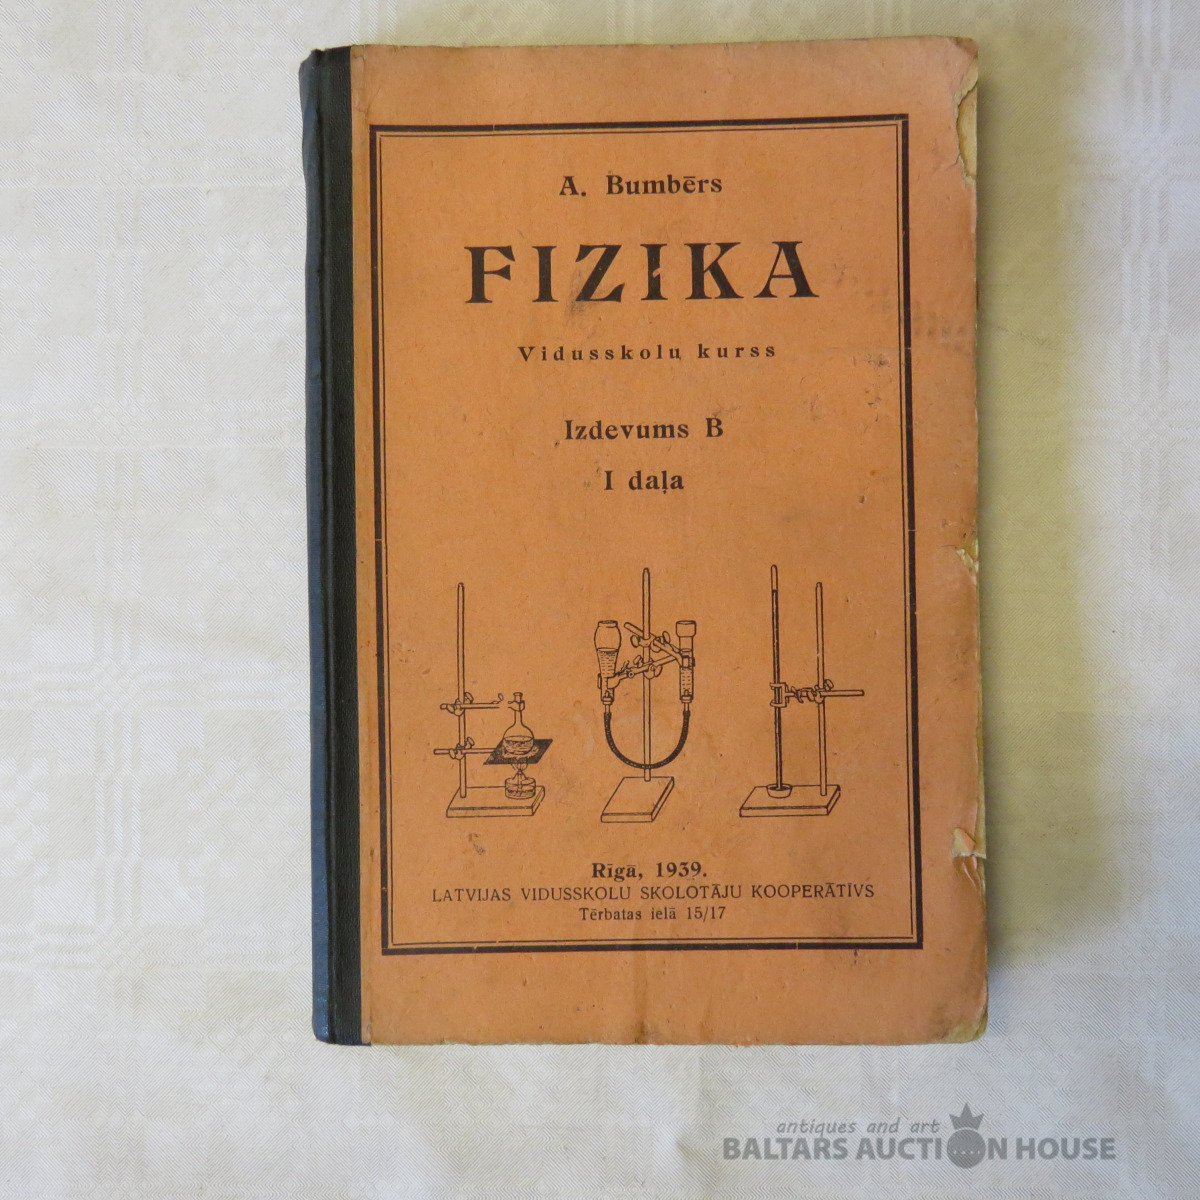 A. Bumbērs
FIZIKA
Vidusskolu kurss
Izdevums B
I daļa
Rīgā, 1939.
LATVIJAS VIDUSSKOLU SKOLOTĀJU KOOPERĀTĪVS
Tērbatas ielā 15/17
antiques and art
BALTARS AUCTION HOUSE